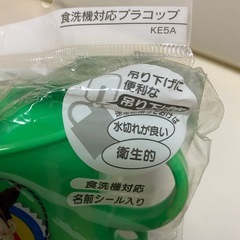 食洗機対応プラコップ
KE5A
吊り下げに
便利な
吊り下げ
水切れが良い
衛生的
食洗機対応
名前シール入り